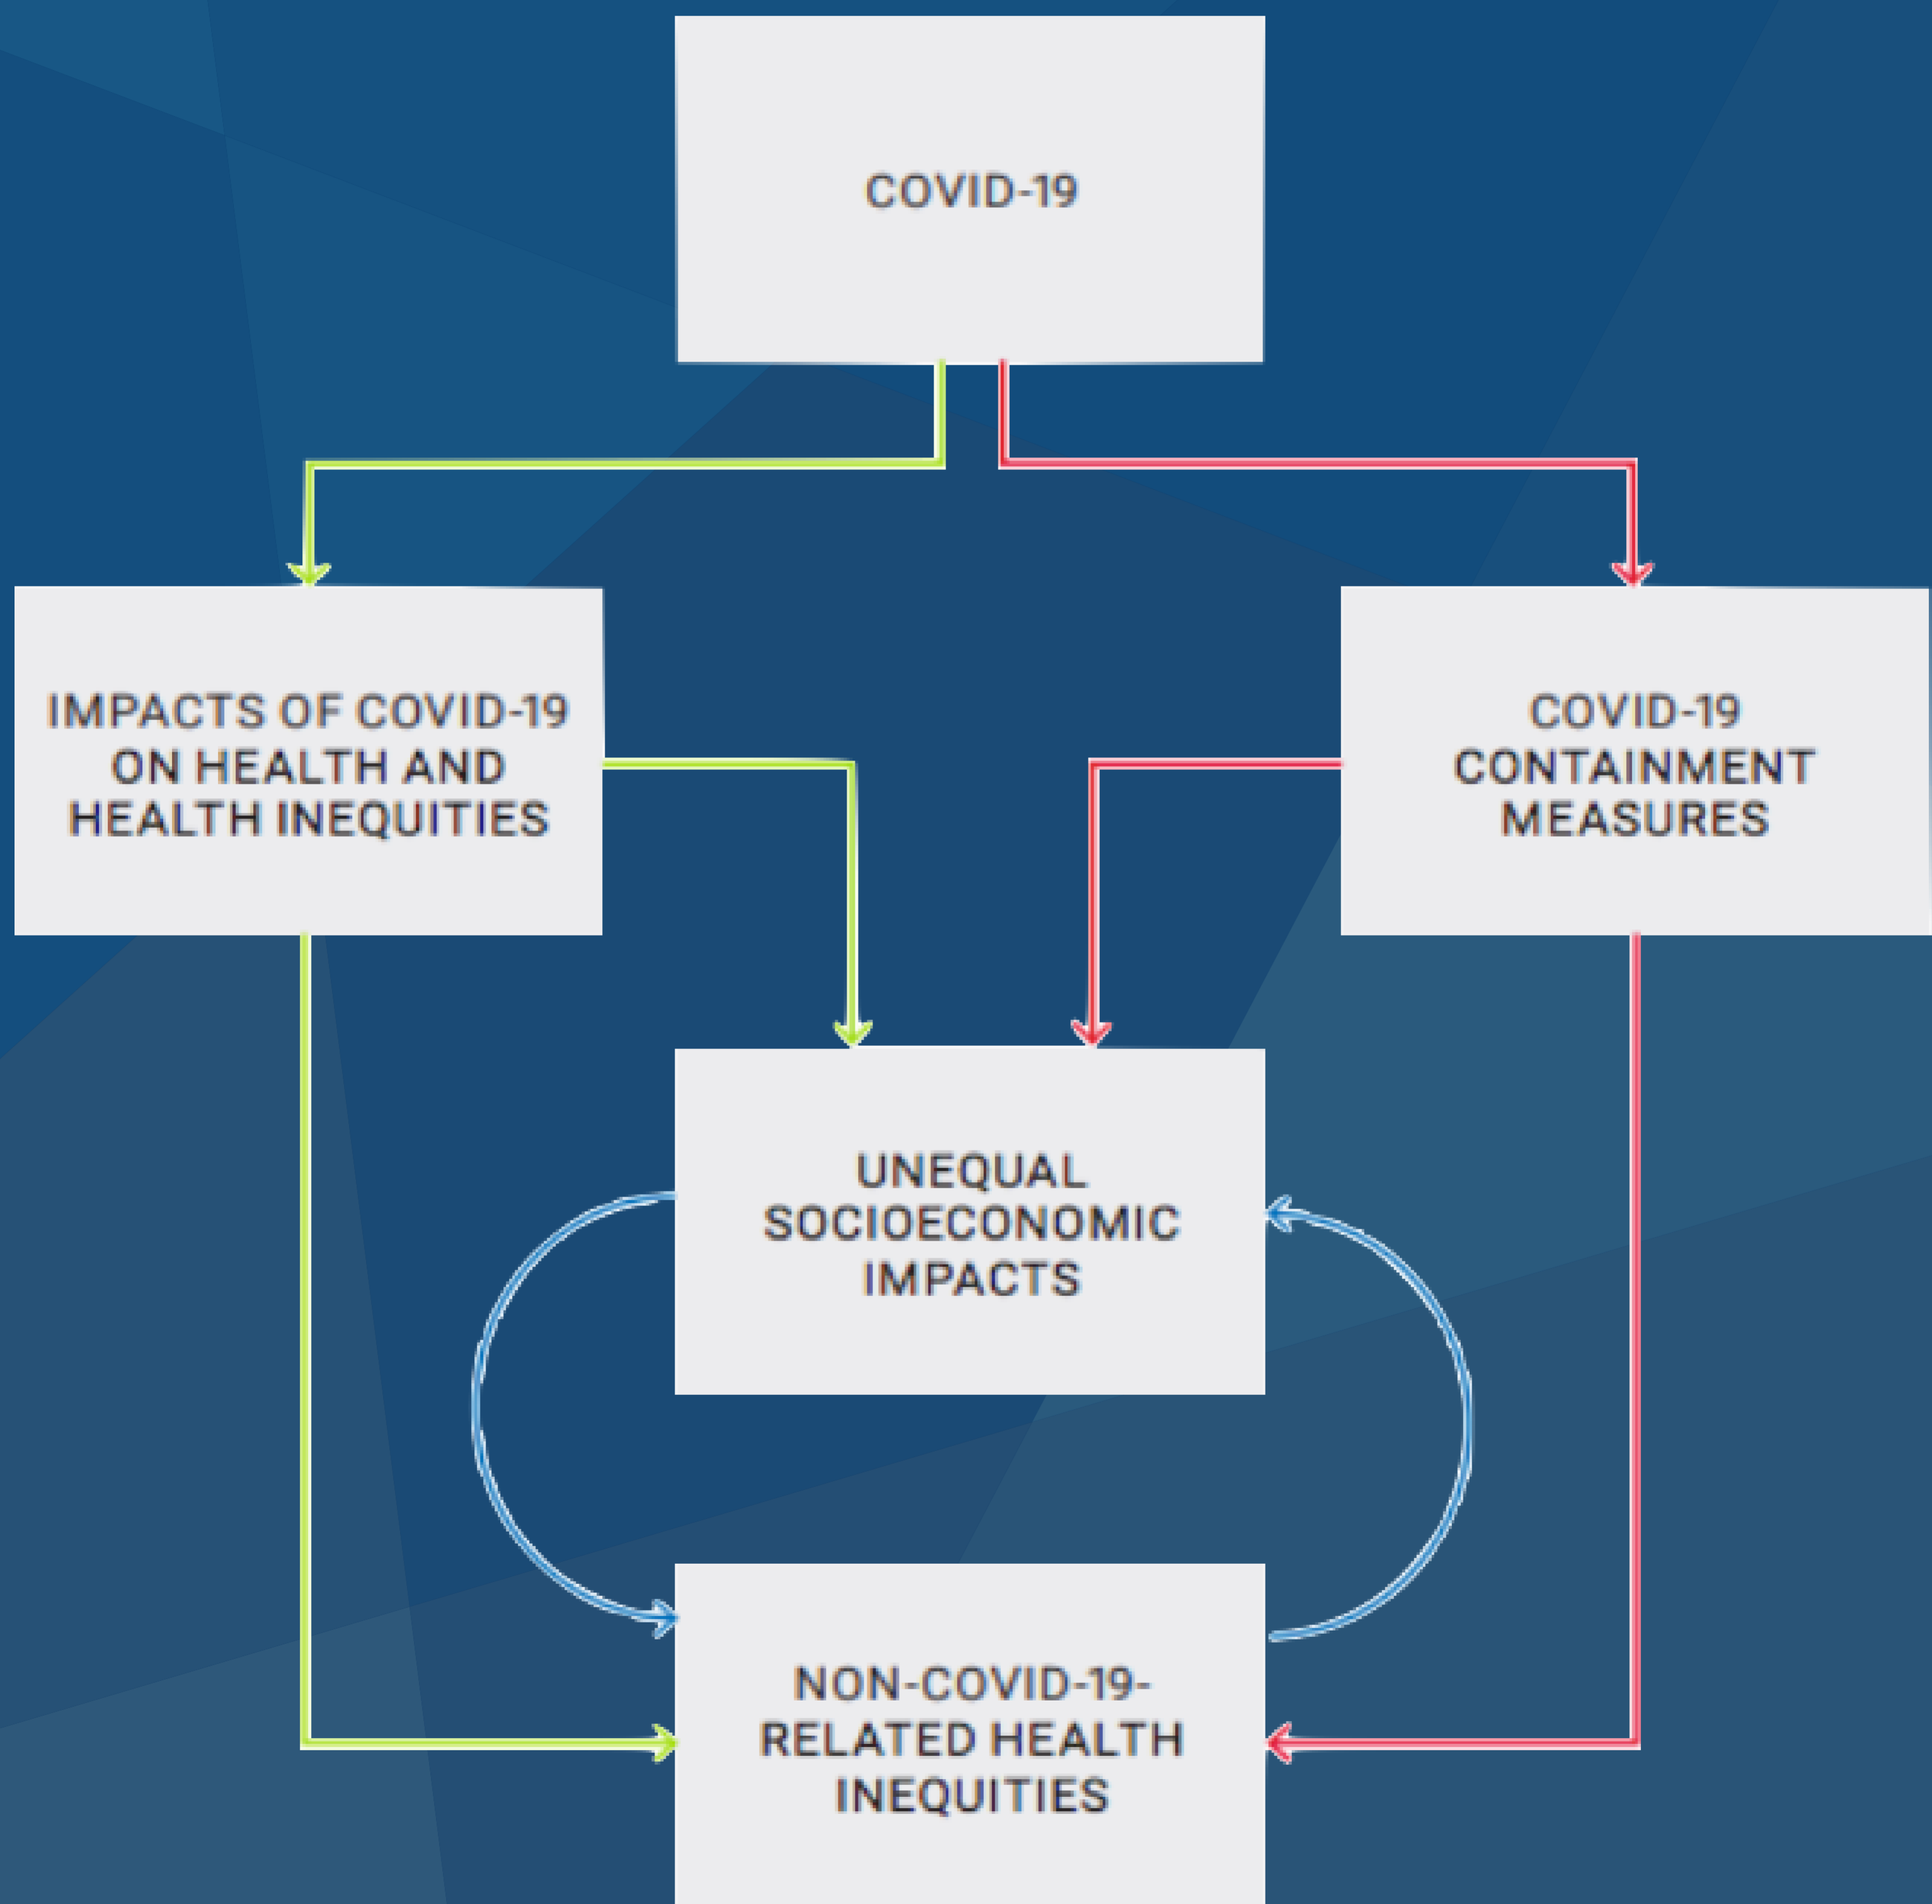 COVID-19
IMPACTS OF COVID-19
ON HEALTH AND
HEALTH INEQUITIES
COVID-19
CONTAINMENT
MEASURES
UNEQUAL
SOCIOECONOMIC
IMPACTS
NON-COVID-19-
RELATED HEALTH
INEQUITIES